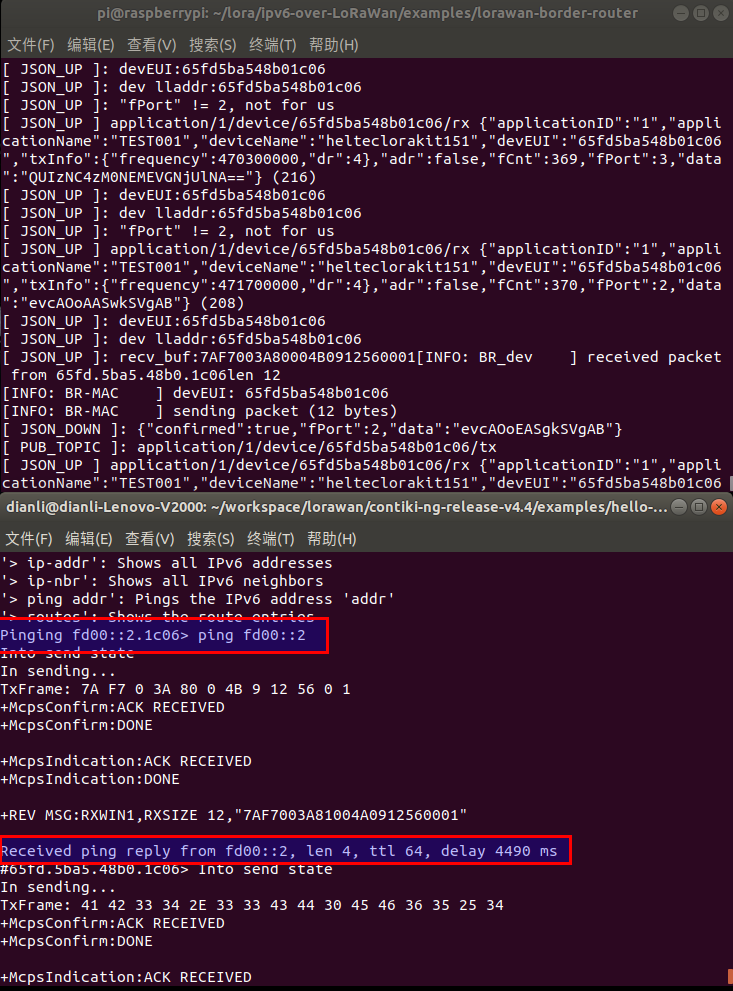 pi@raspberrypi: ~/lora/ipv6-over-LoRaWan/examples/lorawan-border-router
文件(F) 编辑(E) 查看(V) 搜索(S) 终端(T) 帮助(H)
[ JSON_UP ]: devEUI:65fd5ba548b01c06
[ JSON_UP ]: dev lladdr:65fd5ba548b01c06
[ JSON_UP ]: "fPort" != 2, not for us
[ JSON_UP ] application/1/device/65fd5ba548b01c06/rx {"applicationID":"1","appli
cationName":"TEST001","deviceName":"helteclorakit151","devEUI":"65fd5ba548b01c06
","txInfo":{"frequency":470300000,"dr":4},"adr":false,"fCnt":369,"fPort":3,"data
":"QUIzNC4zM0NEMEVGNjUlNA=="} (216)
[ JSON_UP ]: devEUI:65fd5ba548b01c06
[ JSON_UP ]: dev lladdr:65fd5ba548b01c06
[ JSON_UP ]: "fPort" != 2, not for us
[ JSON_UP ] application/1/device/65fd5ba548b01c06/rx {"applicationID":"1","appli
cationName":"TEST001","deviceName":"helteclorakit151","devEUI":"65fd5ba548b01c06
","txInfo":{"frequency":471700000,"dr":4},"adr":false,"fCnt":370,"fPort":2,"data
":"evcAOoAASwkSVgAB"} (208)
[ JSON_UP ]: devEUI:65fd5ba548b01c06
[ JSON_UP ]: dev lladdr:65fd5ba548b01c06
[ JSON_UP ]: recv_buf:7AF7003A80004B0912560001[INFO: BR_dev    ] received packet
from 65fd.5ba5.48b0.1c06len 12
[INFO: BR-MAC    ] devEUI: 65fd5ba548b01c06
[INFO: BR-MAC    ] sending packet (12 bytes)
[ JSON_DOWN ]: {"confirmed":true,"fPort":2,"data":"evcAOoEASgkSVgAB"}
[ PUB_TOPIC ]: application/1/device/65fd5ba548b01c06/tx
[ JSON_UP ] application/1/device/65fd5ba548b01c06/rx {"applicationID":"1","appli
cationName":"TEST001","deviceName":"helteclorakit151","devEUI":"65fd5ba548b01c06
dianli@dianli-Lenovo-V2000: ~/workspace/lorawan/contiki-ng-release-v4.4/examples/hello-...
文件(F) 编辑(E) 查看(V) 搜索(S) 终端(T) 帮助(H)
'> ip-addr': Shows all IPv6 addresses
'> ip-nbr': Shows all IPv6 neighbors
'> ping addr': Pings the IPv6 address 'addr'
'> routes': Shows the route entries
Pinging fd00::2.1c06> ping fd00::2
Into send state
In sending...
TxFrame: 7A F7 0 3A 80 0 4B 9 12 56 0 1
+McpsConfirm:ACK RECEIVED
+McpsConfirm:DONE
+McpsIndication:ACK RECEIVED
+McpsIndication:DONE
+REV MSG:RXWIN1,RXSIZE 12,"7AF7003A81004A0912560001"
Received ping reply from fd00::2, len 4, ttl 64, delay 4490 ms
#65fd.5ba5.48b0.1c06> Into send state
In sending...
TxFrame: 41 42 33 34 2E 33 33 43 44 30 45 46 36 35 25 34
+McpsConfirm:ACK RECEIVED
+McpsConfirm:DONE
+McpsIndication:ACK RECEIVED